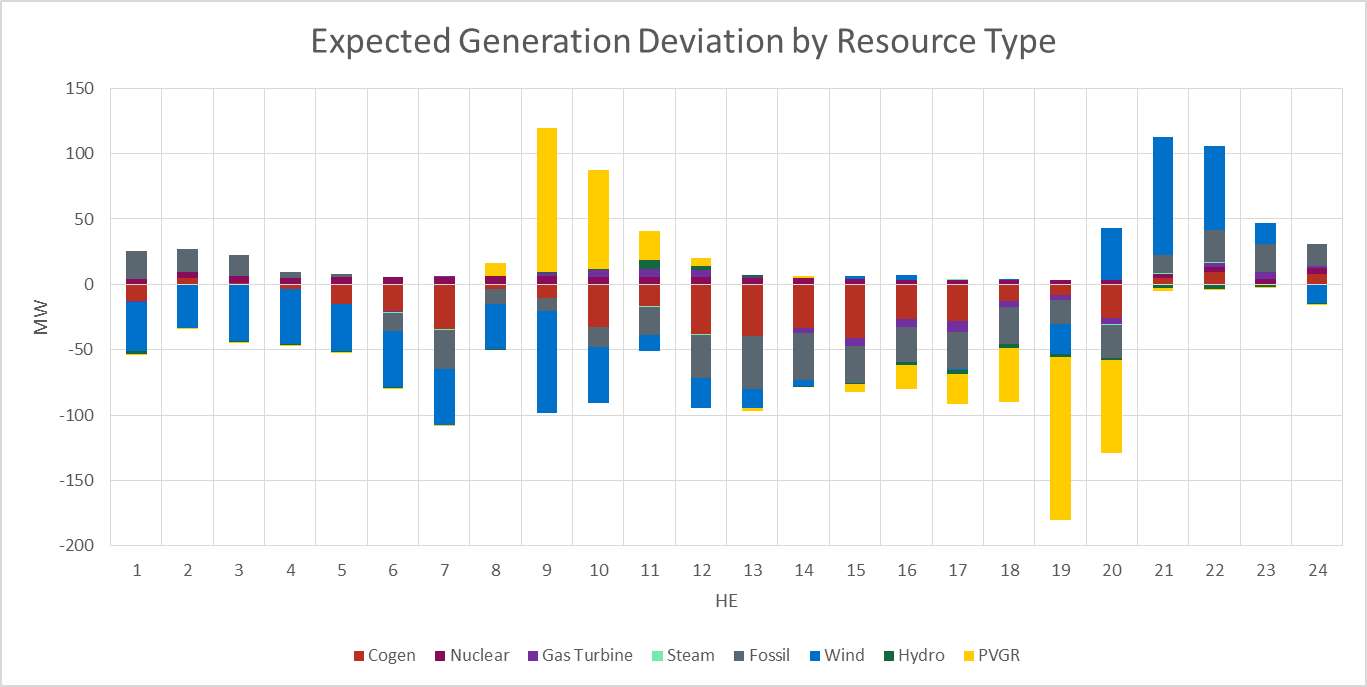 Expected Generation Deviation by Resource Type
150
100
50
0
-50
-100
-150
-200
MW
1 2 3 4 5 6 7 8 9 10 11 12 13 14 15 16 17 18 19 20 21 22 23 24
HE
Cogen Nuclear Gas Turbine Steam Fossil Wind Hydro PVGR